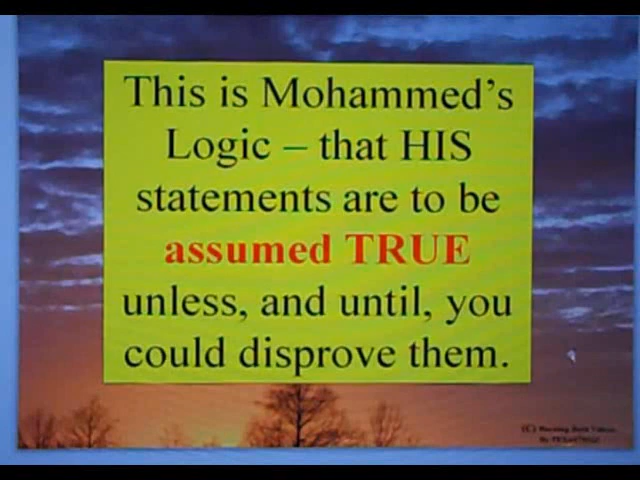 This is Mohammed's
Logic – that HIS
statements are to be
assumed TRUE
unless, and until, you
could disprove them.
(C)
By